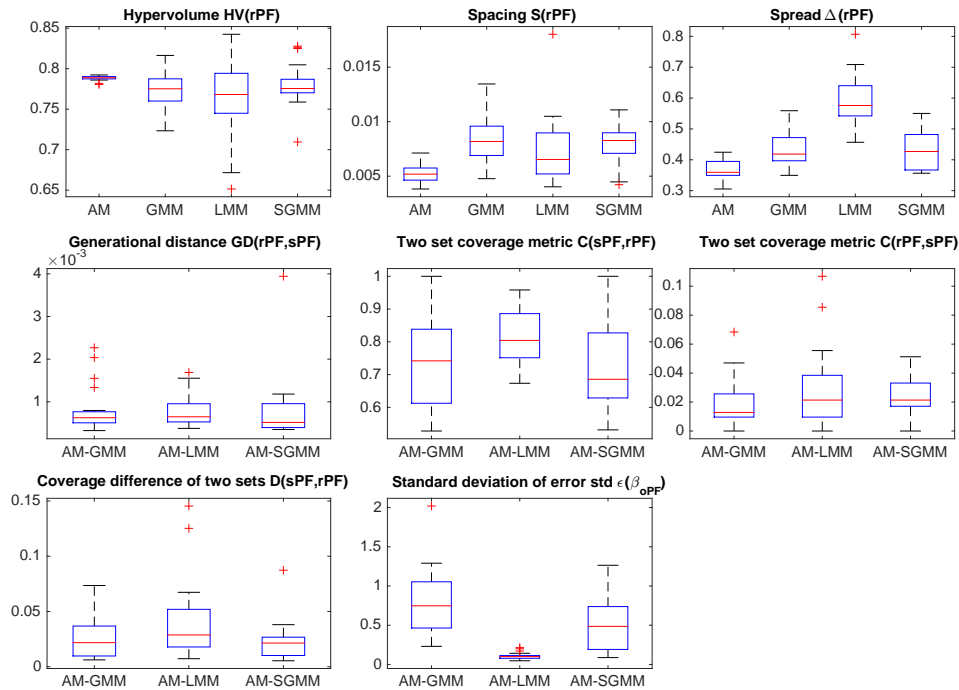 Hypervolume HV(rPF)
0.85
0.8
0.75
0.7
0.65
AM GMM LMM SGMM
Spacing S(rPF)
0.015
0.01
0.005
AM GMM LMM SGMM
Spread Δ(rPF)
0.8
0.7
0.6
0.5
0.4
0.3
AM GMM LMM SGMM
Generational distance GD(rPF,sPF)
×10⁻³
4
3
2
1
AM-GMM AM-LMM AM-SGMM
Two set coverage metric C(sPF,rPF)
1
0.9
0.8
0.7
0.6
AM-GMM AM-LMM AM-SGMM
Two set coverage metric C(rPF,sPF)
0.1
0.08
0.06
0.04
0.02
0
AM-GMM AM-LMM AM-SGMM
Coverage difference of two sets D(sPF,rPF)
0.15
0.1
0.05
0
AM-GMM AM-LMM AM-SGMM
Standard deviation of error std ϵ(β_oPF)
2
1.5
1
0.5
0
AM-GMM AM-LMM AM-SGMM